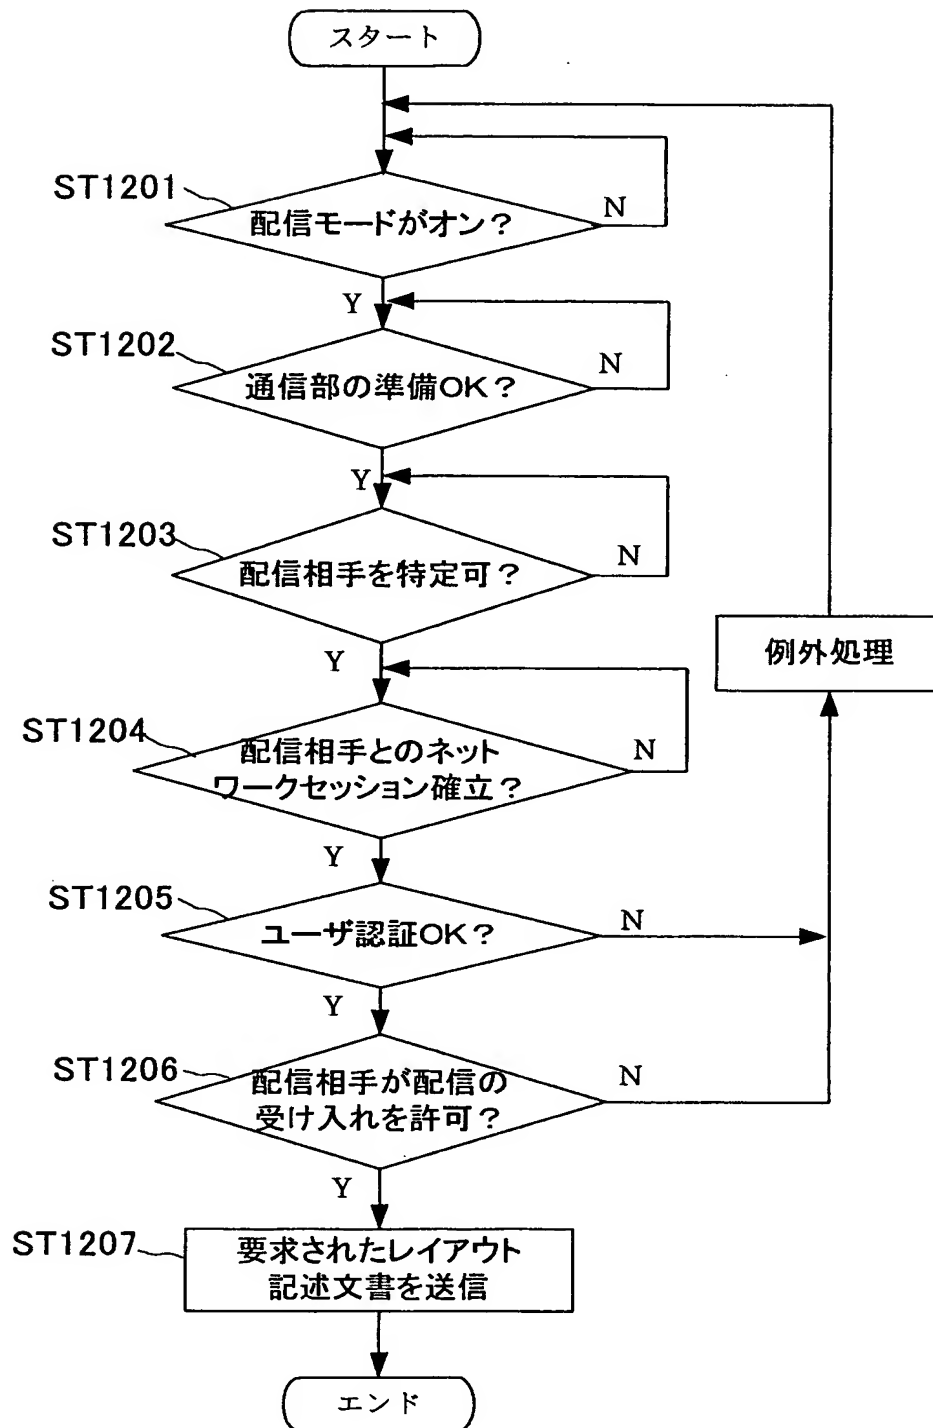 スタート
ST1201
配信モードがオン?
N
Y
ST1202
通信部の準備OK?
N
Y
ST1203
配信相手を特定可?
N
Y
例外処理
ST1204
配信相手とのネット
ワークセッション確立?
N
Y
ST1205
ユーザ認証OK?
N
Y
ST1206
配信相手が配信の
受け入れを許可?
N
Y
ST1207
要求されたレイアウト
記述文書を送信
エンド